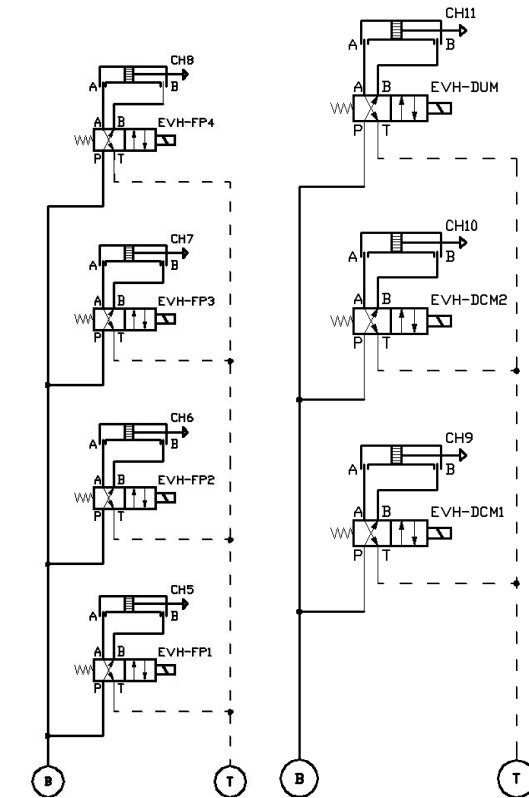 CH11
A B
EVH-DUM
A B
P T
CH8
A B
EVH-FP4
A B
P T
CH10
A B
EVH-DCM2
A B
P T
CH7
A B
EVH-FP3
A B
P T
CH9
A B
EVH-DCM1
A B
P T
CH6
A B
EVH-FP2
A B
P T
CH5
A B
EVH-FP1
A B
P T
B T B T